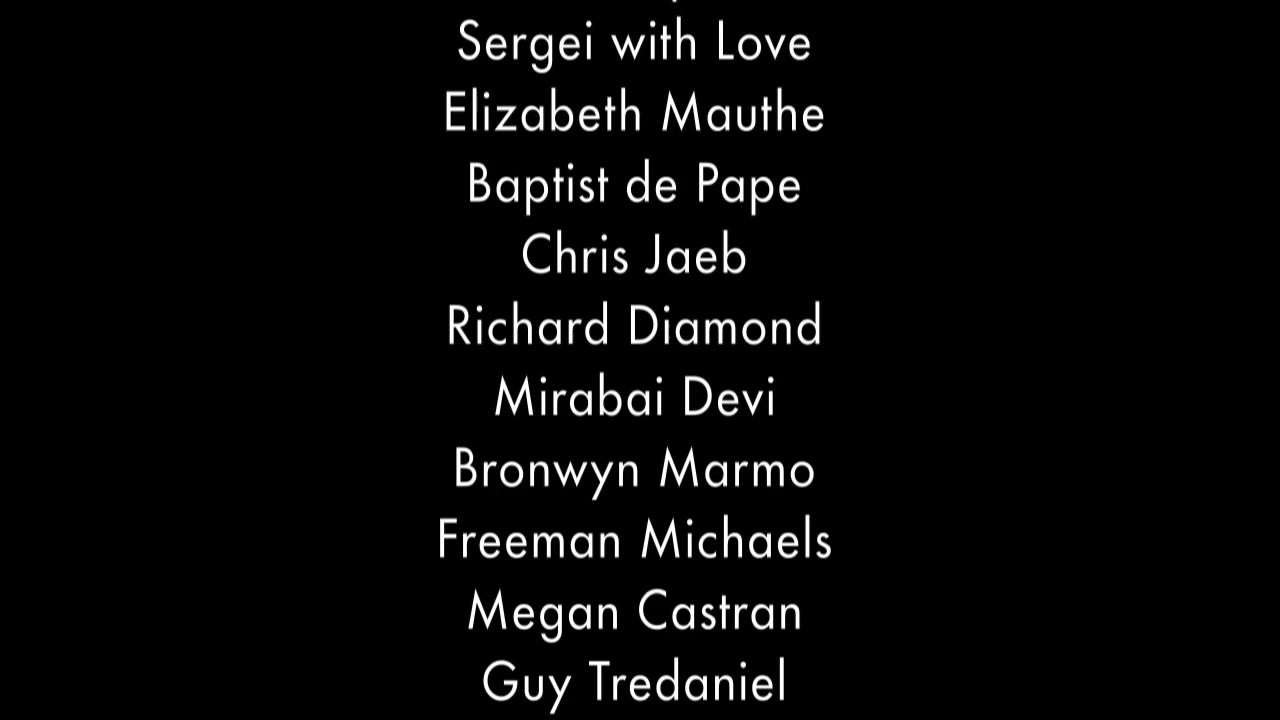 Sergei with Love
Elizabeth Mauthe
Baptist de Pape
Chris Jaeb
Richard Diamond
Mirabai Devi
Bronwyn Marmo
Freeman Michaels
Megan Castran
Guy Tredaniel